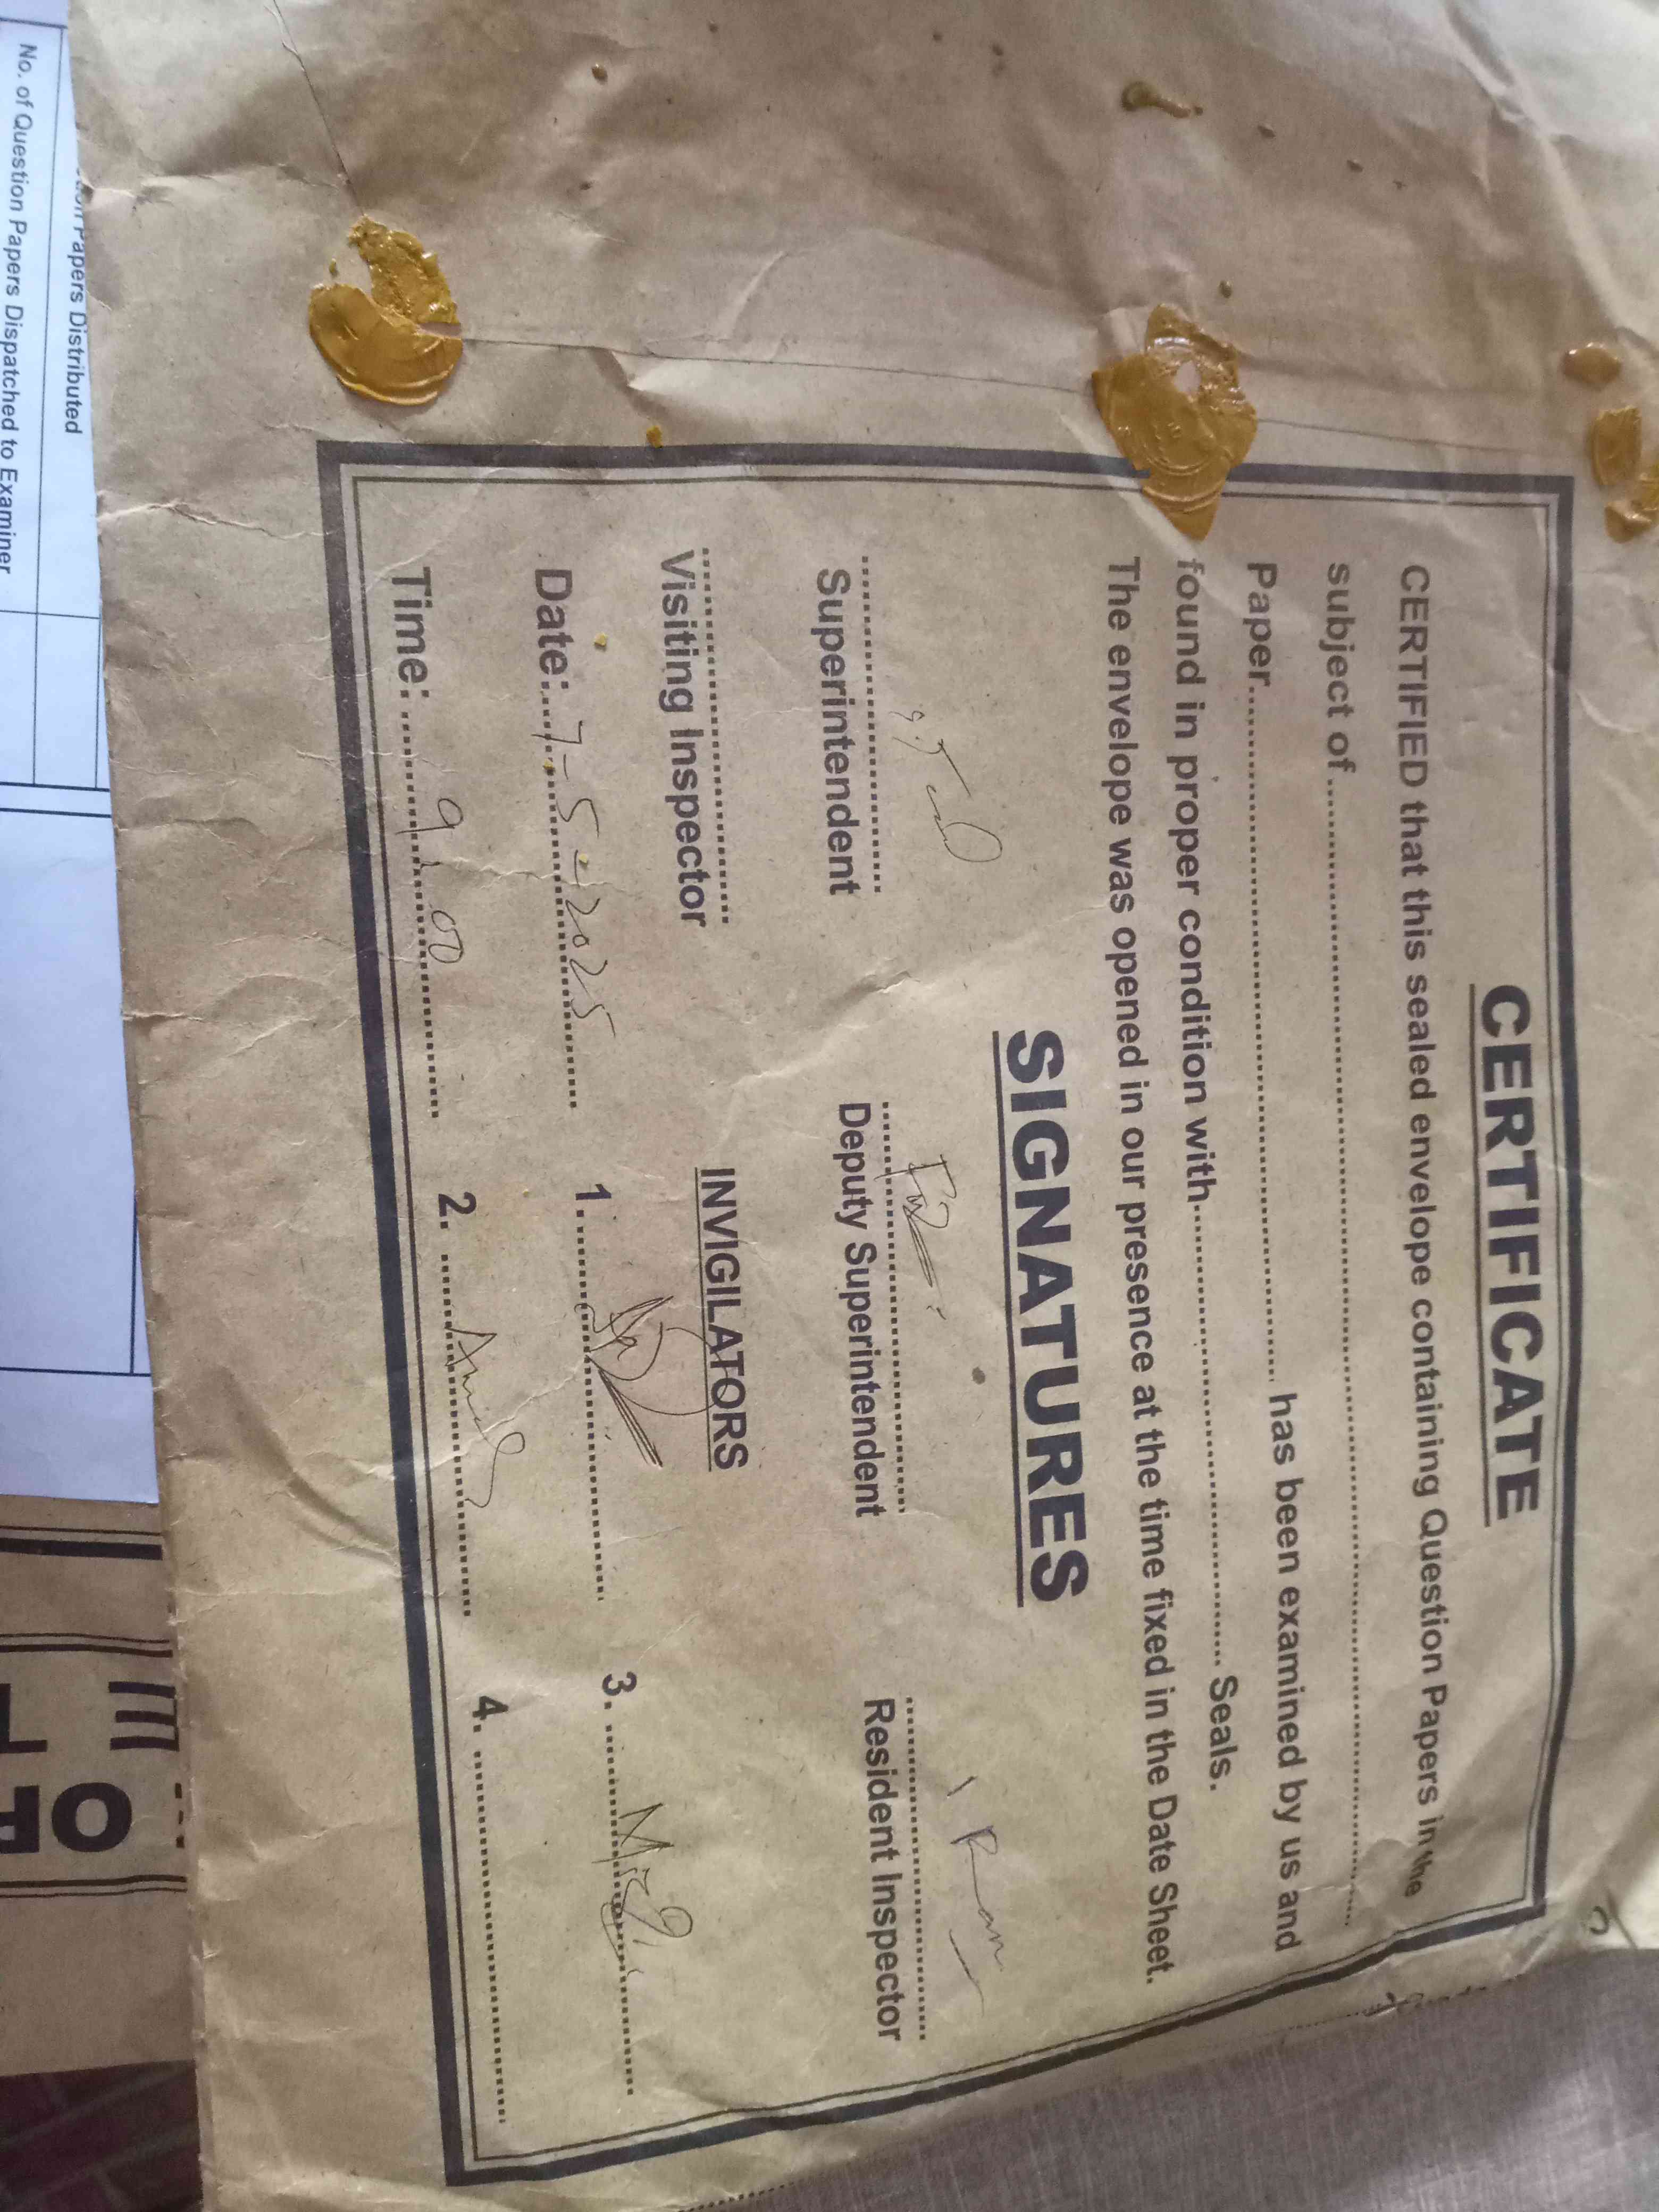 CERTIFICATE
CERTIFIED that this sealed envelope containing Question Papers in the
subject of........................................................................
Paper.................................................... has been examined by us and
found in proper condition with........................................ Seals.
The envelope was opened in our presence at the time fixed in the Date Sheet.
SIGNATURES
Superintendent
Deputy Superintendent
Resident Inspector
Visiting Inspector
INVIGILATORS
Date: 7-5-2025
1.
3.
Time: 9:00
2.
4.
Papers Distributed
No. of Question Papers Dispatched to Examiner